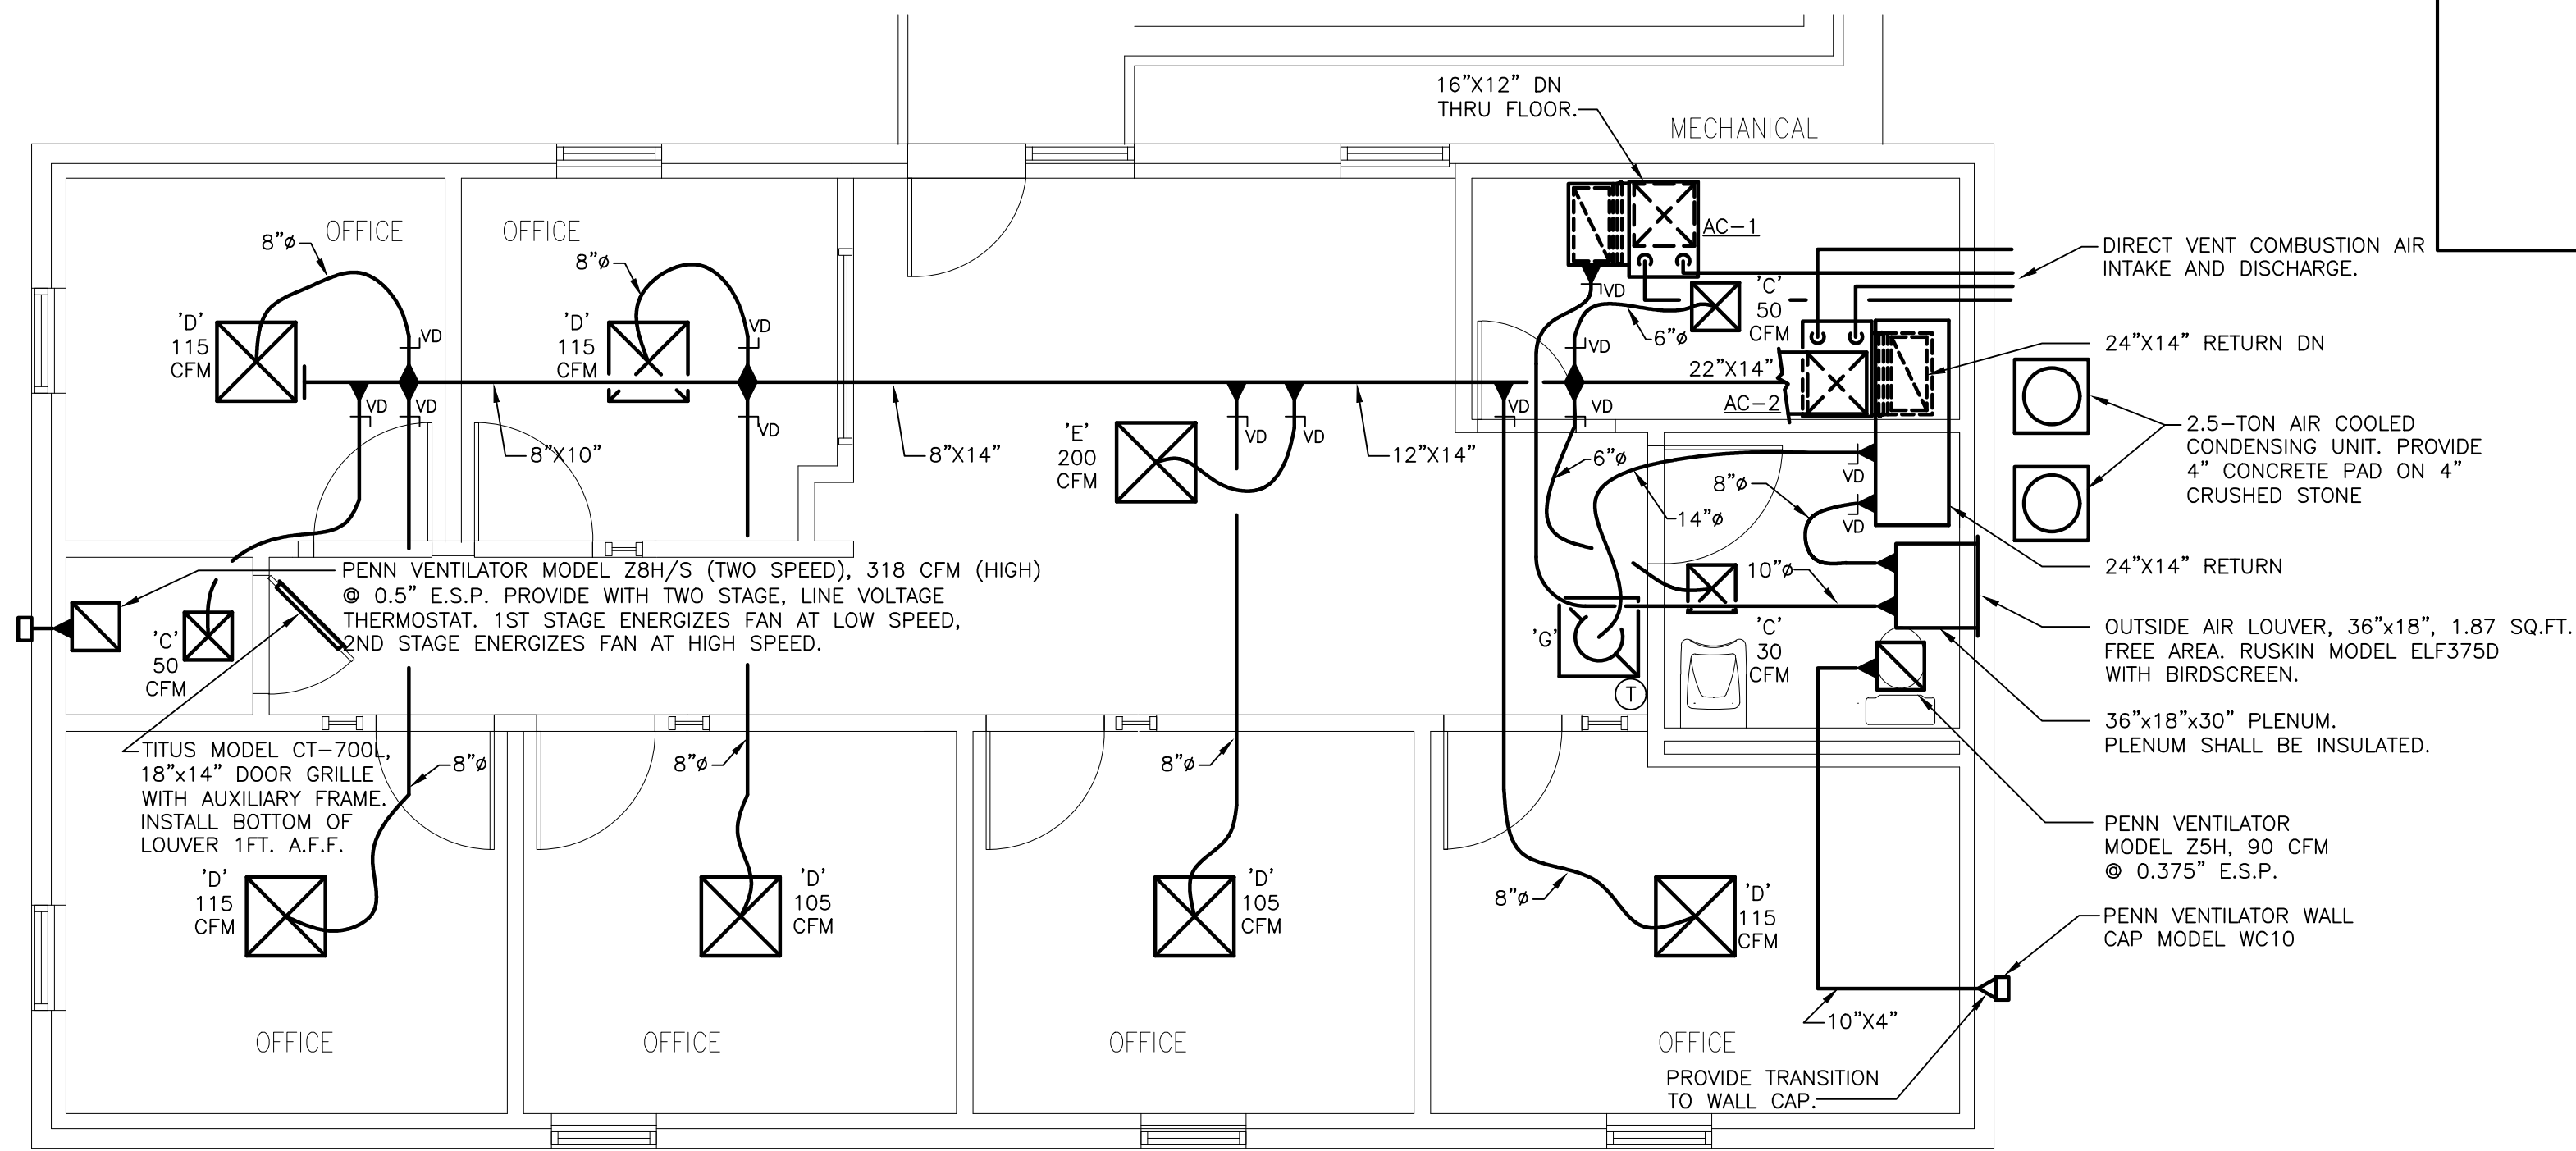 16"X12" DN
THRU FLOOR.
MECHANICAL
OFFICE
8"ø
OFFICE
8"ø
AC-1
DIRECT VENT COMBUSTION AIR
INTAKE AND DISCHARGE.
VD
'C'
50
CFM
6"ø
'D'
115
CFM
VD
'D'
115
CFM
VD
VD
24"X14" RETURN DN
22"X14"
AC-2
VD
VD
VD
VD
VD
VD
VD
'E'
200
CFM
8"X10"
8"X14"
12"X14"
6"ø
14"ø
8"ø
VD
VD
2.5-TON AIR COOLED
CONDENSING UNIT. PROVIDE
4" CONCRETE PAD ON 4"
CRUSHED STONE
PENN VENTILATOR MODEL Z8H/S (TWO SPEED), 318 CFM (HIGH)
@ 0.5" E.S.P. PROVIDE WITH TWO STAGE, LINE VOLTAGE
THERMOSTAT. 1ST STAGE ENERGIZES FAN AT LOW SPEED,
2ND STAGE ENERGIZES FAN AT HIGH SPEED.
10"ø
24"X14" RETURN
'C'
50
CFM
'G'
T
'C'
30
CFM
OUTSIDE AIR LOUVER, 36"x18", 1.87 SQ.FT.
FREE AREA. RUSKIN MODEL ELF375D
WITH BIRDSCREEN.
36"x18"x30" PLENUM.
PLENUM SHALL BE INSULATED.
TITUS MODEL CT-700L,
18"x14" DOOR GRILLE
WITH AUXILIARY FRAME.
INSTALL BOTTOM OF
LOUVER 1FT. A.F.F.
8"ø
8"ø
8"ø
8"ø
PENN VENTILATOR
MODEL Z5H, 90 CFM
@ 0.375" E.S.P.
'D'
115
CFM
'D'
105
CFM
'D'
105
CFM
'D'
115
CFM
PENN VENTILATOR WALL
CAP MODEL WC10
10"X4"
OFFICE
OFFICE
OFFICE
OFFICE
PROVIDE TRANSITION
TO WALL CAP.